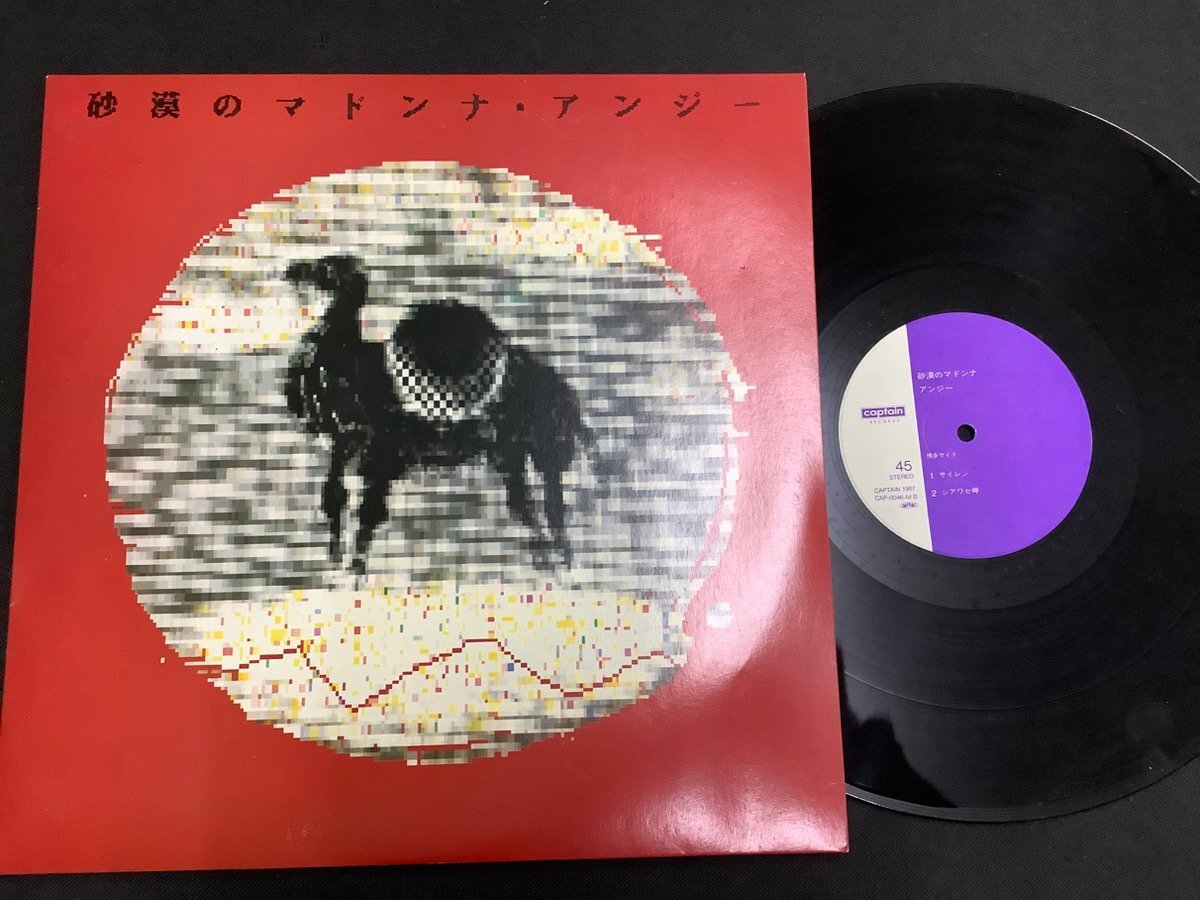 砂漠のマドンナ・アンジー
砂漠のマドンナ
アンジー
captain
RECORDS
博多サイド
45
STEREO
1 サイレン
2 シアワセ岬
CAPTAIN 1987
CAP-0046-M B